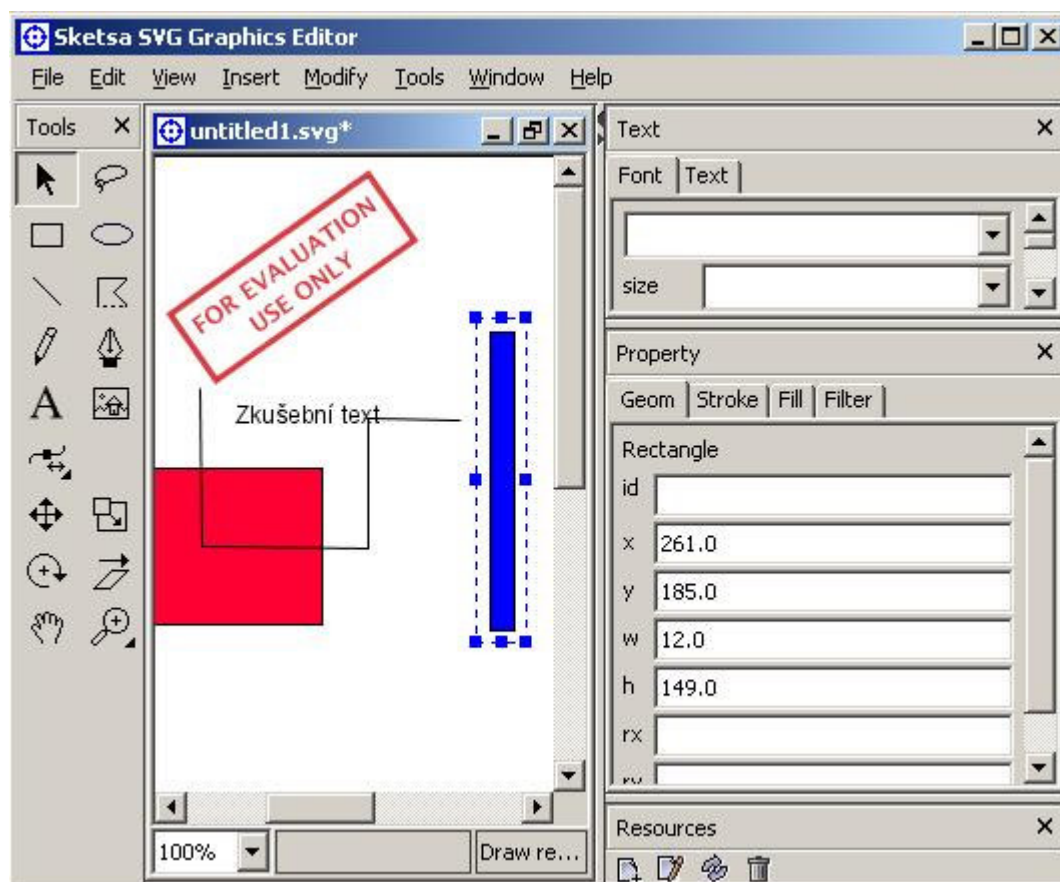 Sketsa SVG Graphics Editor
File Edit View Insert Modify Tools Window Help
Tools
untitled1.svg*
FOR EVALUATION
USE ONLY
Zkušební text
100%
Draw re...
Text
Font Text
size
Property
Geom Stroke Fill Filter
Rectangle
id
x 261.0
y 185.0
w 12.0
h 149.0
rx
ry
Resources